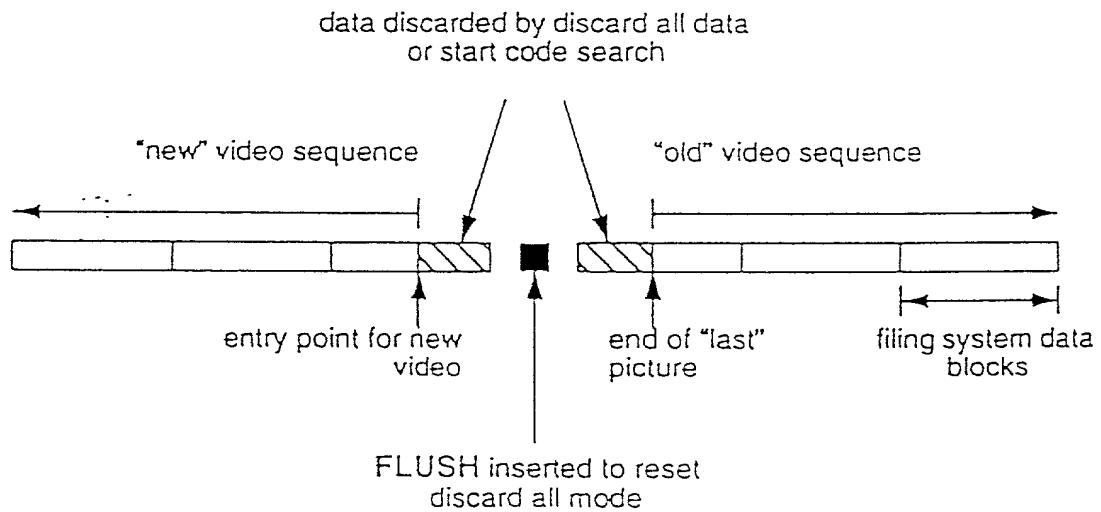 data discarded by discard all data
or start code search
"new" video sequence
"old" video sequence
entry point for new
video
end of "last"
picture
filing system data
blocks
FLUSH inserted to reset
discard all mode